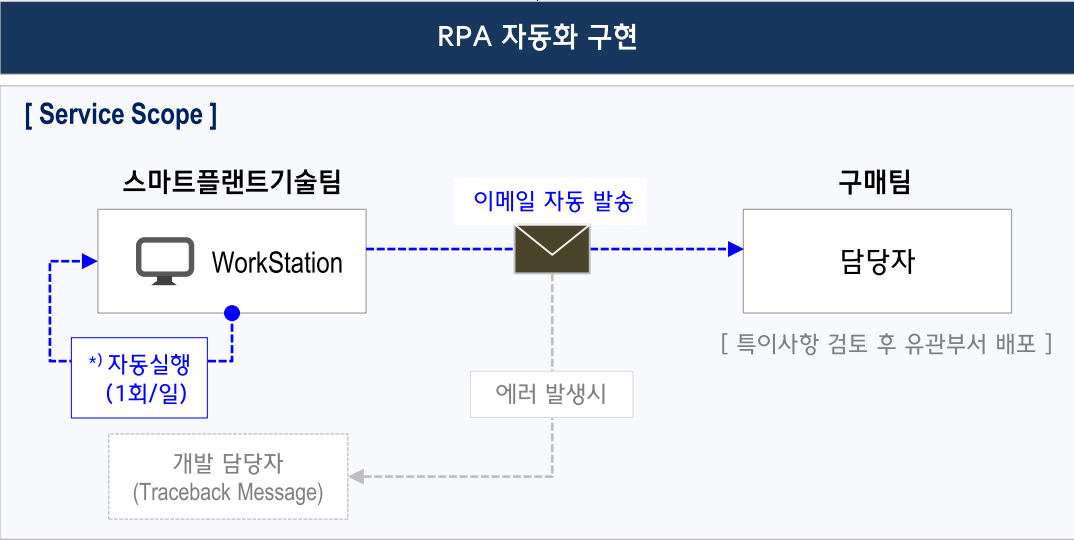 RPA 자동화 구현
[ Service Scope ]
스마트플랜트기술팀
이메일 자동 발송
구매팀
WorkStation
담당자
[ 특이사항 검토 후 유관부서 배포 ]
*) 자동실행
(1회/일)
에러 발생시
개발 담당자
(Traceback Message)